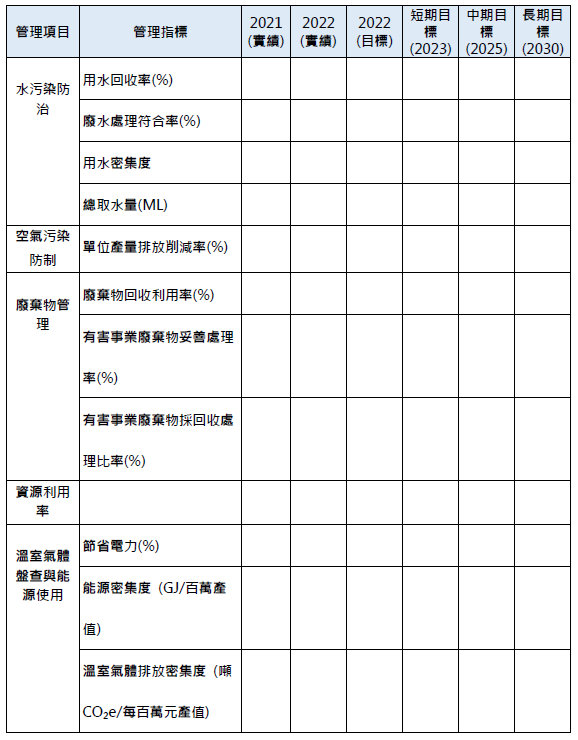 管理項目 管理指標 2021 (實績) 2022 (實績) 2022 (目標) 短期目標 (2023) 中期目標 (2025) 長期目標 (2030)
水污染防治
用水回收率(%)
廢水處理符合率(%)
用水密集度
總取水量(ML)
空氣污染
防制
單位產量排放削減率(%)
廢棄物管
理
廢棄物回收利用率(%)
有害事業廢棄物妥善處理
率(%)
有害事業廢棄物採回收處
理比率(%)
資源利用
率
溫室氣體
盤查與能
源使用
節省電力(%)
能源密集度 (GJ/百萬產
值)
溫室氣體排放密集度 (噸
CO₂e/每百萬元產值)